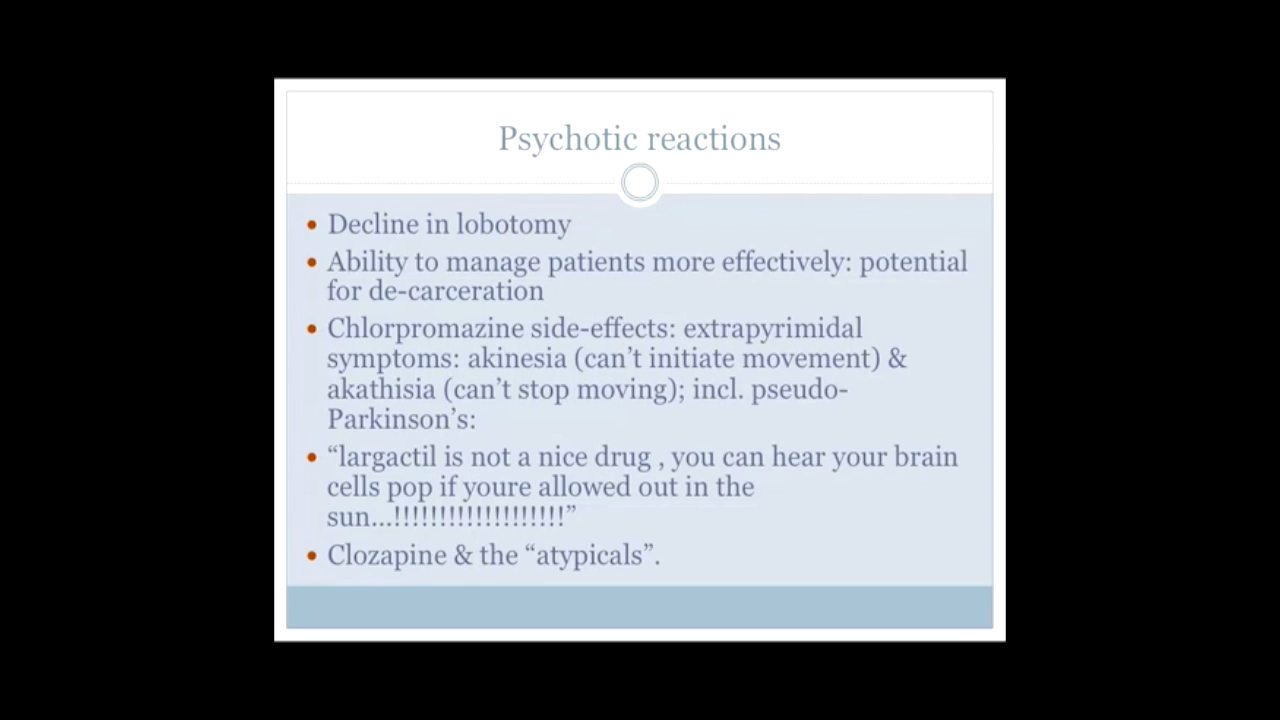 Psychotic reactions
• Decline in lobotomy
• Ability to manage patients more effectively: potential
for de-carceration
• Chlorpromazine side-effects: extrapyrimidal
symptoms: akinesia (can’t initiate movement) &
akathisia (can’t stop moving); incl. pseudo-
Parkinson’s:
• “largactil is not a nice drug , you can hear your brain
cells pop if youre allowed out in the
sun...!!!!!!!!!!!!!!!!!!!”
• Clozapine & the “atypicals”.